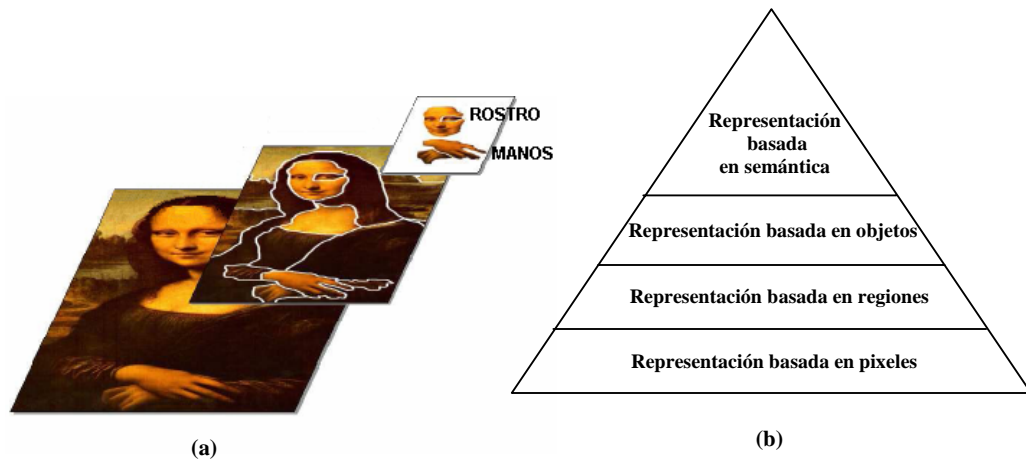 ROSTRO
MANOS
(a)
Representación
basada
en semántica
Representación basada en objetos
Representación basada en regiones
Representación basada en pixeles
(b)